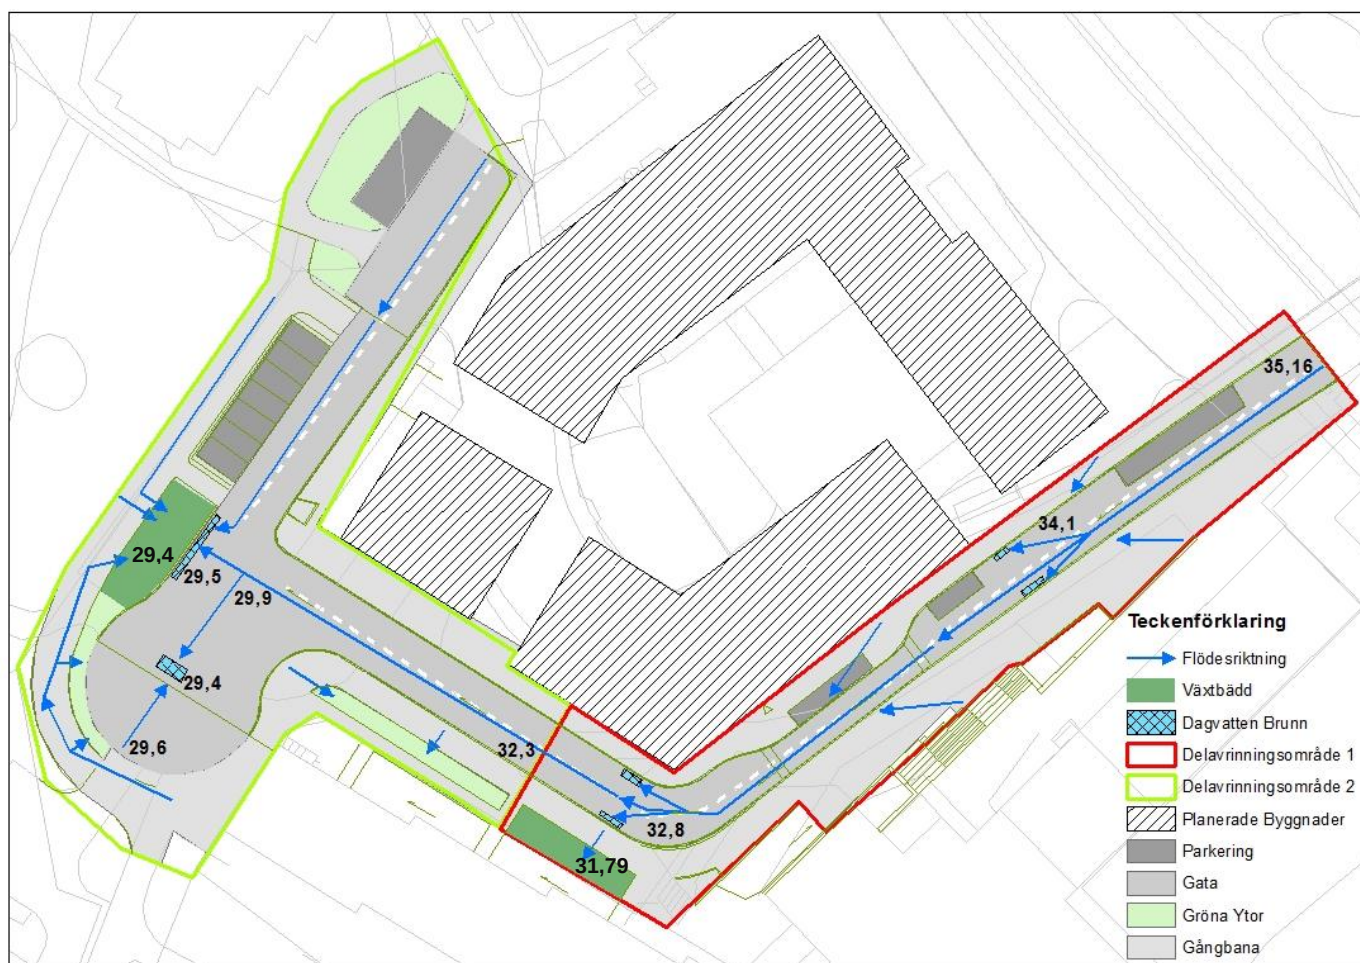 35,16
34,1
29,4
29,5
29,9
29,4
29,6
32,3
32,8
31,79
Teckenförklaring
Flödesriktning
Växtbädd
Dagvatten Brunn
Delavrinningsområde 1
Delavrinningsområde 2
Planerade Byggnader
Parkering
Gata
Gröna Ytor
Gångbana